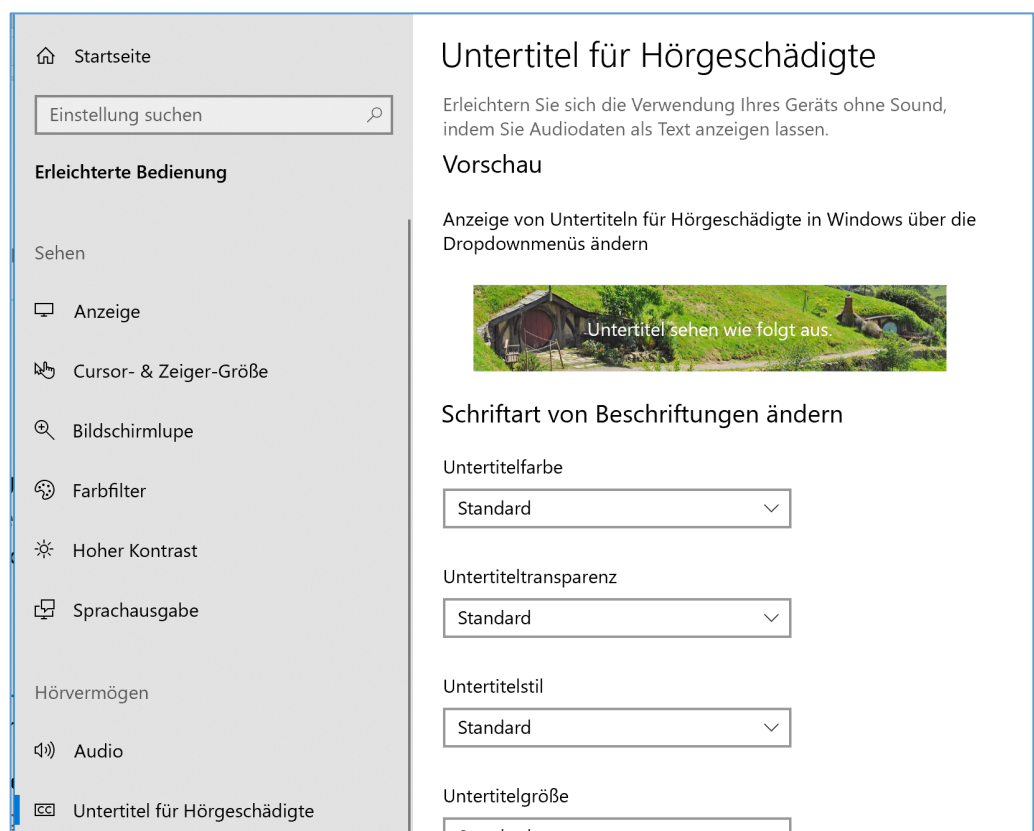 Startseite
Einstellung suchen
Erleichterte Bedienung
Sehen
Anzeige
Cursor- & Zeiger-Größe
Bildschirmlupe
Farbfilter
Hoher Kontrast
Sprachausgabe
Hörvermögen
Audio
CC
Untertitel für Hörgeschädigte
Untertitel für Hörgeschädigte
Erleichtern Sie sich die Verwendung Ihres Geräts ohne Sound,
indem Sie Audiodaten als Text anzeigen lassen.
Vorschau
Anzeige von Untertiteln für Hörgeschädigte in Windows über die
Dropdownmenüs ändern
Untertitel sehen wie folgt aus.
Schriftart von Beschriftungen ändern
Untertitelfarbe
Standard
Untertiteltransparenz
Standard
Untertitelstil
Standard
Untertitelgröße